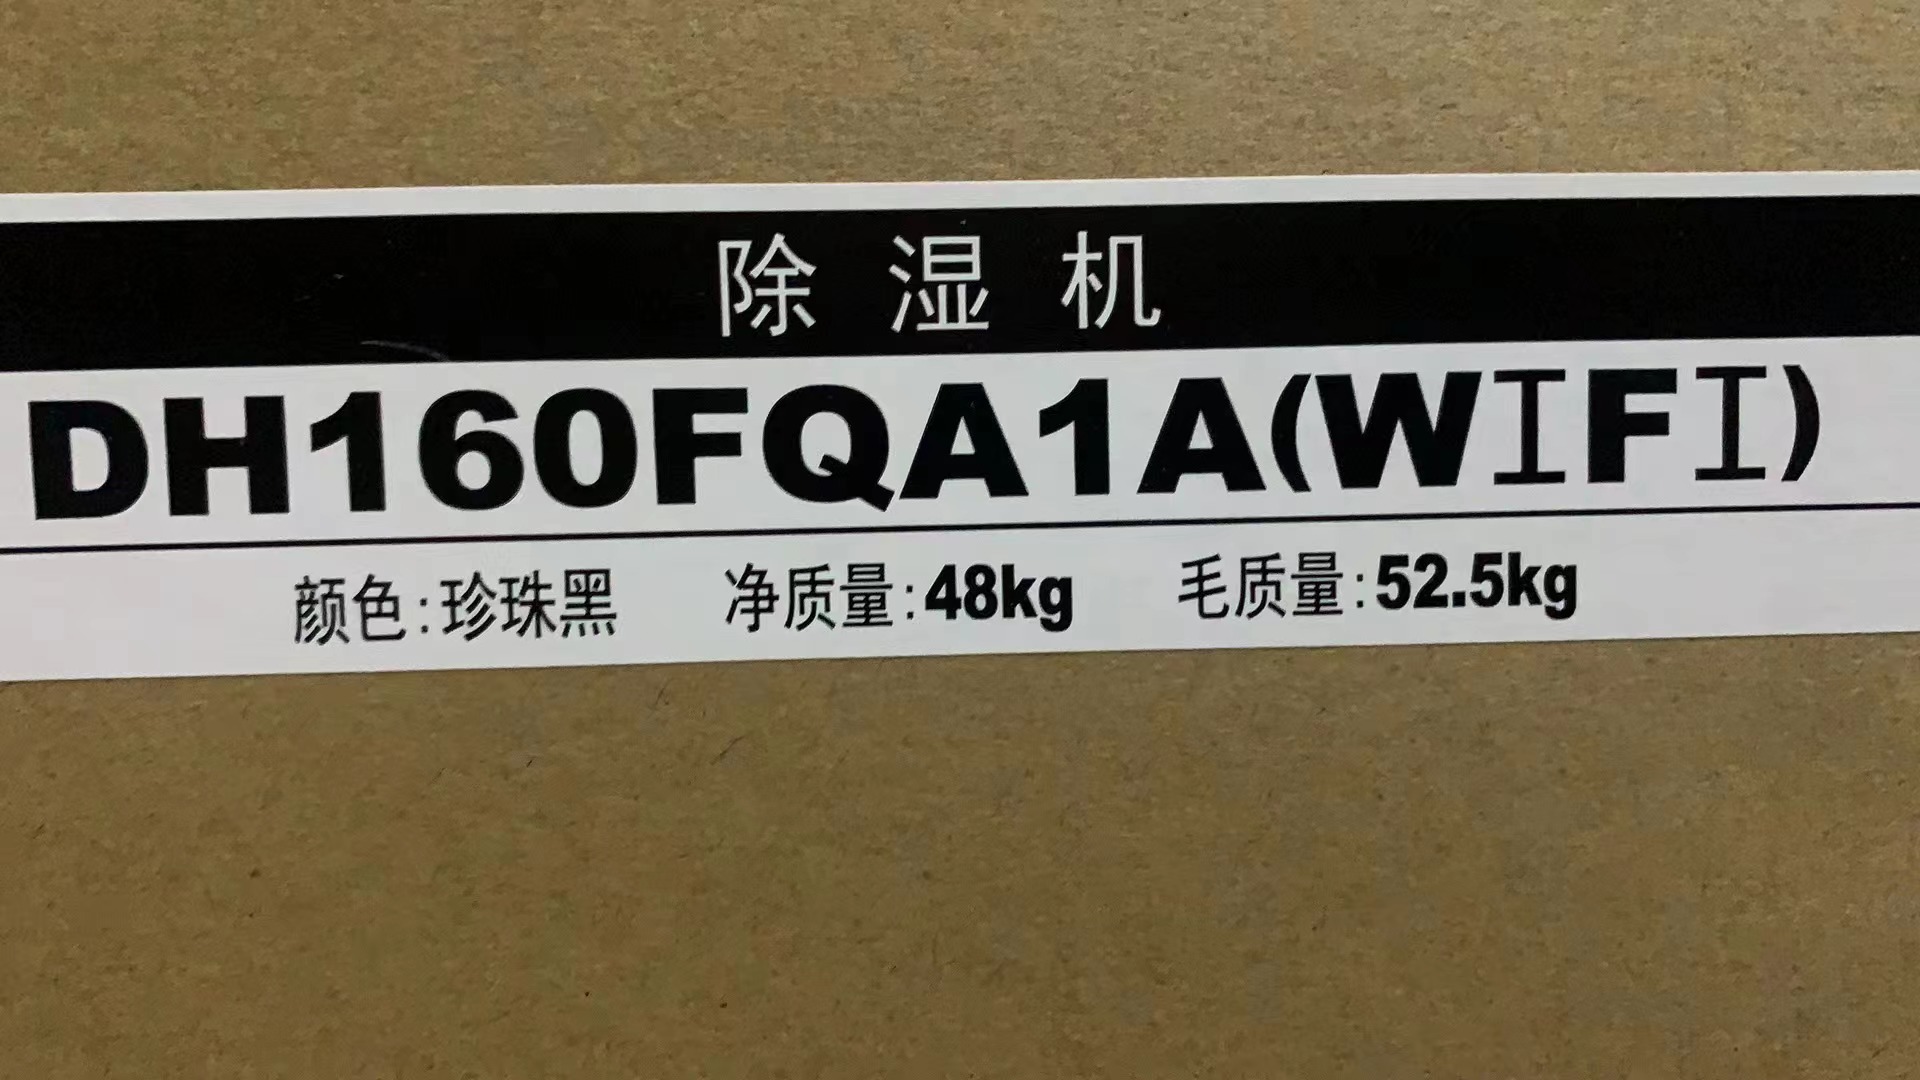 除湿机
DH160FQA1A(WIFI)
颜色:珍珠黑 净质量:48kg 毛质量:52.5kg